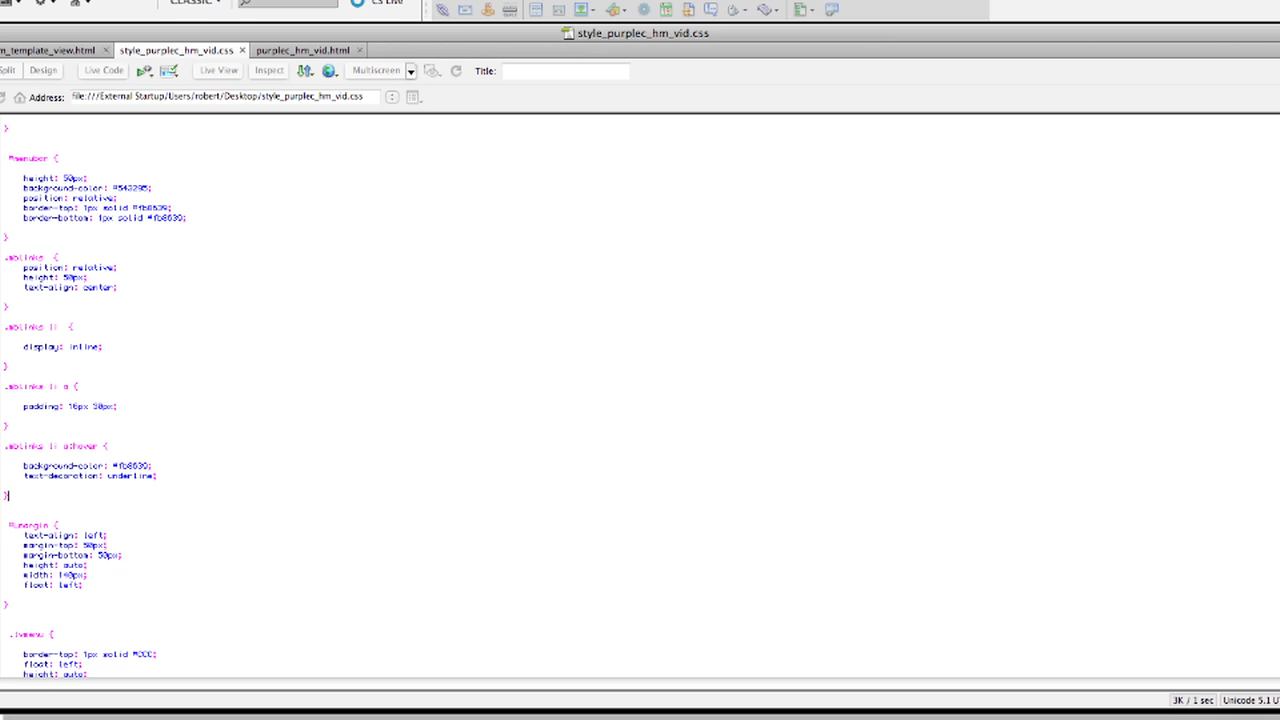 CLASSIC
CS Live
style_purplec_hm_vid.css
m_template_view.html style_purplec_hm_vid.css purplec_hm_vid.html
Split Design Live Code Live View Inspect Multiscreen Title:
Address: file:///External Startup/Users/robert/Desktop/style_purplec_hm_vid.css
}
#menubar {
height: 50px;
background-color: #543295;
position: relative;
border-top: 1px solid #fb8639;
border-bottom: 1px solid #fb8639;
}
.mblinks {
position: relative;
height: 50px;
text-align: center;
}
.mblinks li {
display: inline;
}
.mblinks li a {
padding: 16px 30px;
}
.mblinks li a:hover {
background-color: #fb8639;
text-decoration: underline;
}
#Lmargin {
text-align: left;
margin-top: 50px;
margin-bottom: 50px;
height: auto;
width: 140px;
float: left;
}
.lvmenu {
border-top: 1px solid #CCC;
float: left;
height: auto;
3K / 1 sec Unicode 5.1 U